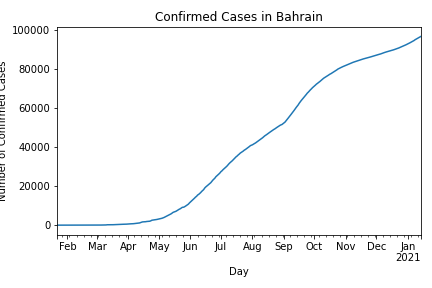 Confirmed Cases in Bahrain
Number of Confirmed Cases
100000
80000
60000
40000
20000
0
Feb Mar Apr May Jun Jul Aug Sep Oct Nov Dec Jan
2021
Day